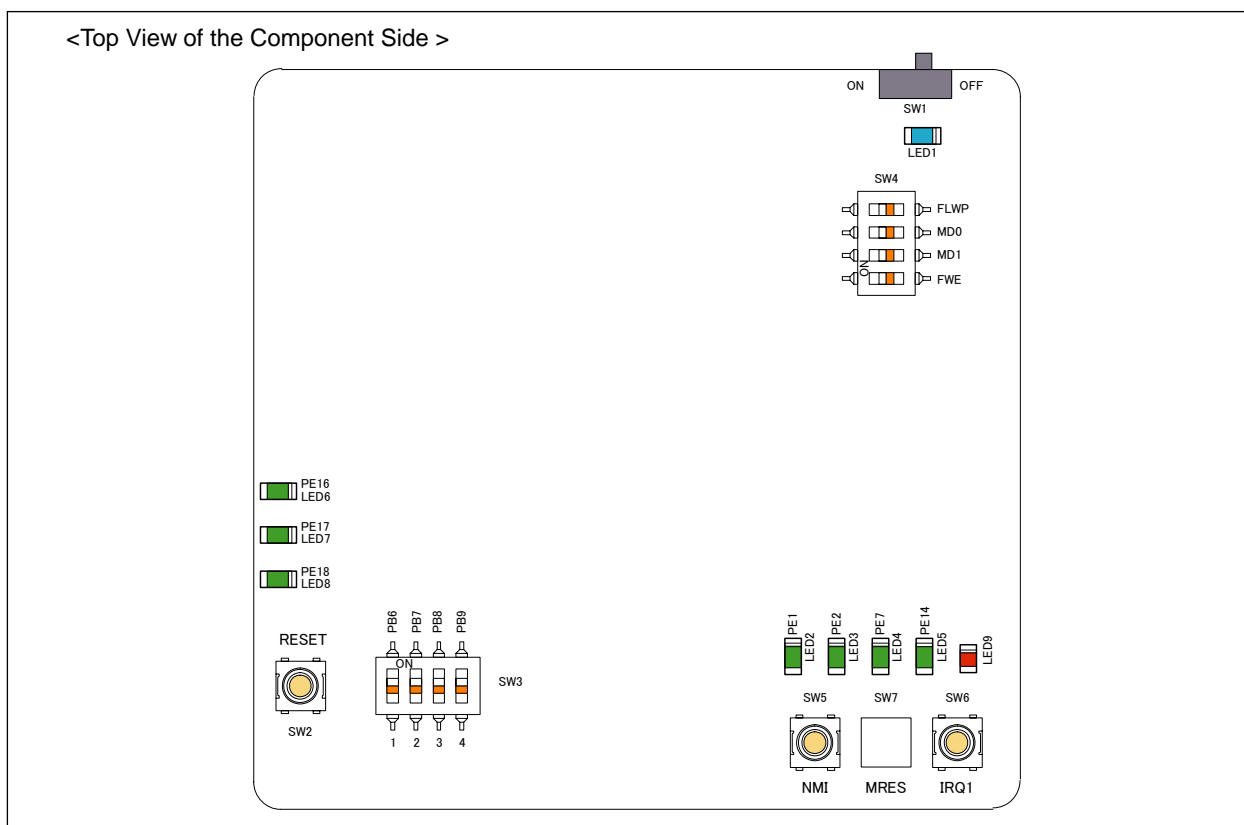 <Top View of the Component Side >
ON
OFF
SW1
LED1
SW4
FLWP
MD0
MD1
FWE
ON
PE16
LED6
PE17
LED7
PE18
LED8
RESET
SW2
PB6
PB7
PB8
PB9
ON
SW3
1 2 3 4
PE1
LED2
PE2
LED3
PE7
LED4
PE14
LED5
LED9
SW5 SW7 SW6
NMI MRES IRQ1